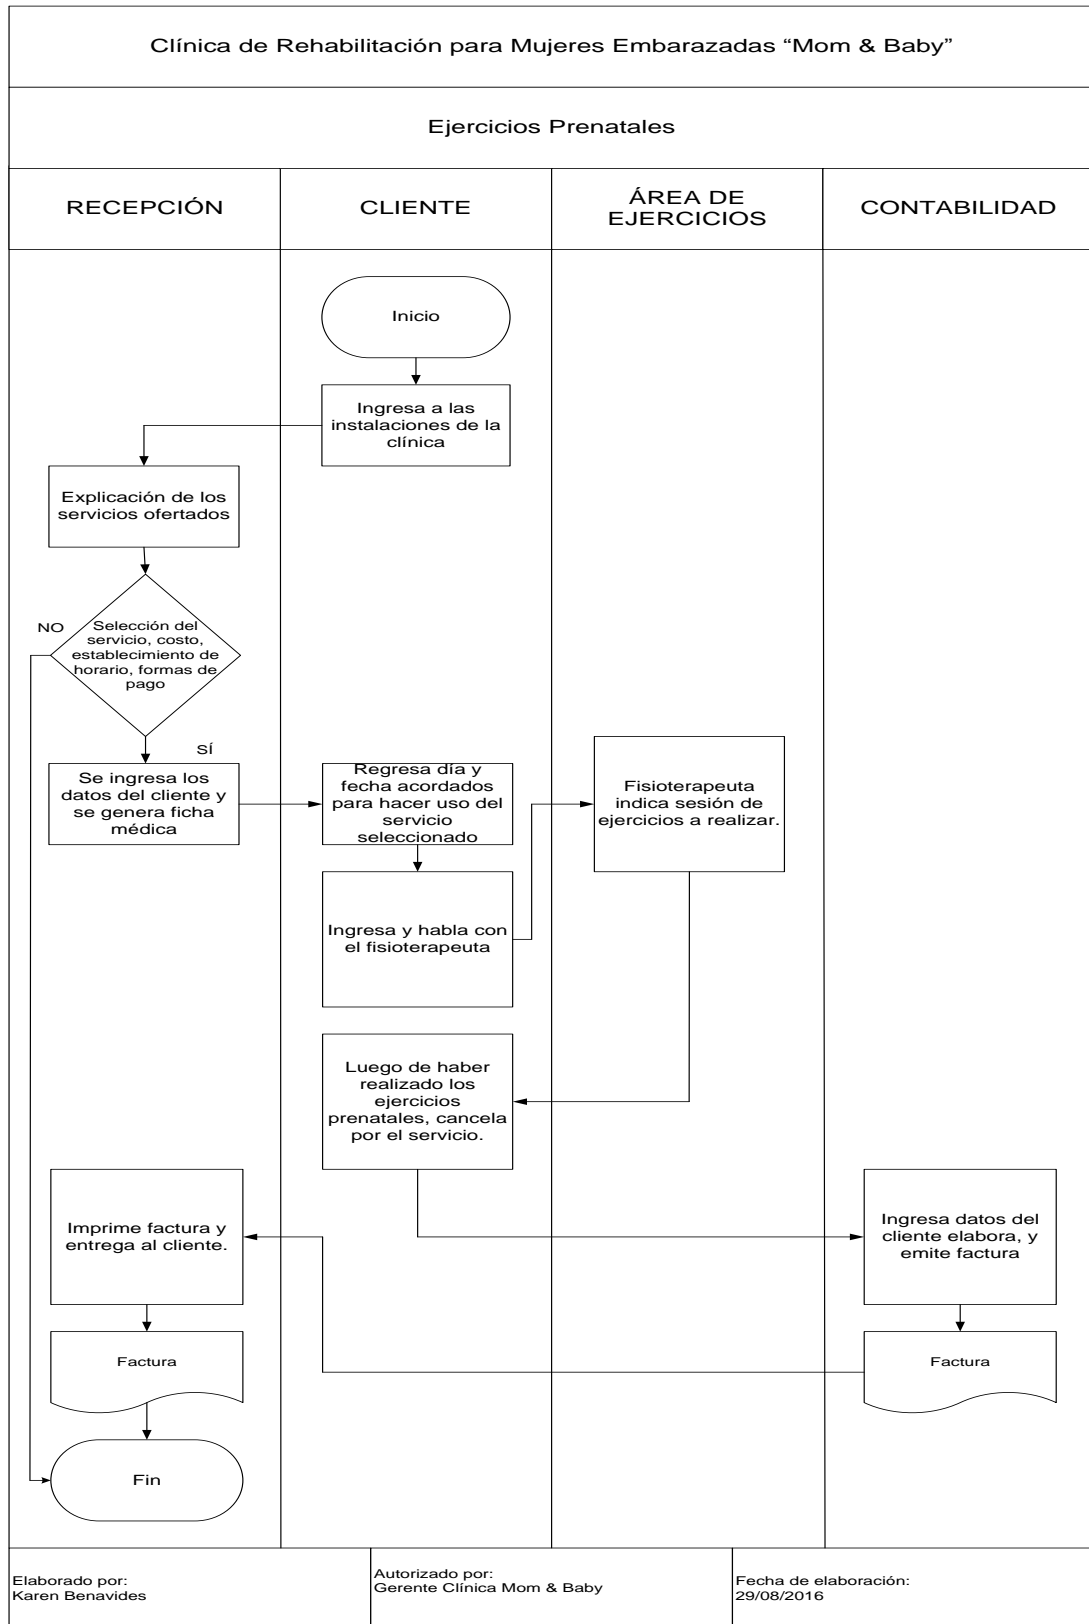 Clínica de Rehabilitación para Mujeres Embarazadas “Mom & Baby”
Ejercicios Prenatales
RECEPCIÓN
CLIENTE
ÁREA DE
EJERCICIOS
CONTABILIDAD
Inicio
Ingresa a las
instalaciones de la
clínica
Explicación de los
servicios ofertados
NO
Selección del
servicio, costo,
establecimiento de
horario, formas de
pago
SÍ
Se ingresa los
datos del cliente y
se genera ficha
médica
Regresa día y
fecha acordados
para hacer uso del
servicio
seleccionado
Fisioterapeuta
indica sesión de
ejercicios a realizar.
Ingresa y habla con
el fisioterapeuta
Luego de haber
realizado los
ejercicios
prenatales, cancela
por el servicio.
Imprime factura y
entrega al cliente.
Ingresa datos del
cliente elabora, y
emite factura
Factura
Factura
Fin
Elaborado por:
Karen Benavides
Autorizado por:
Gerente Clínica Mom & Baby
Fecha de elaboración:
29/08/2016